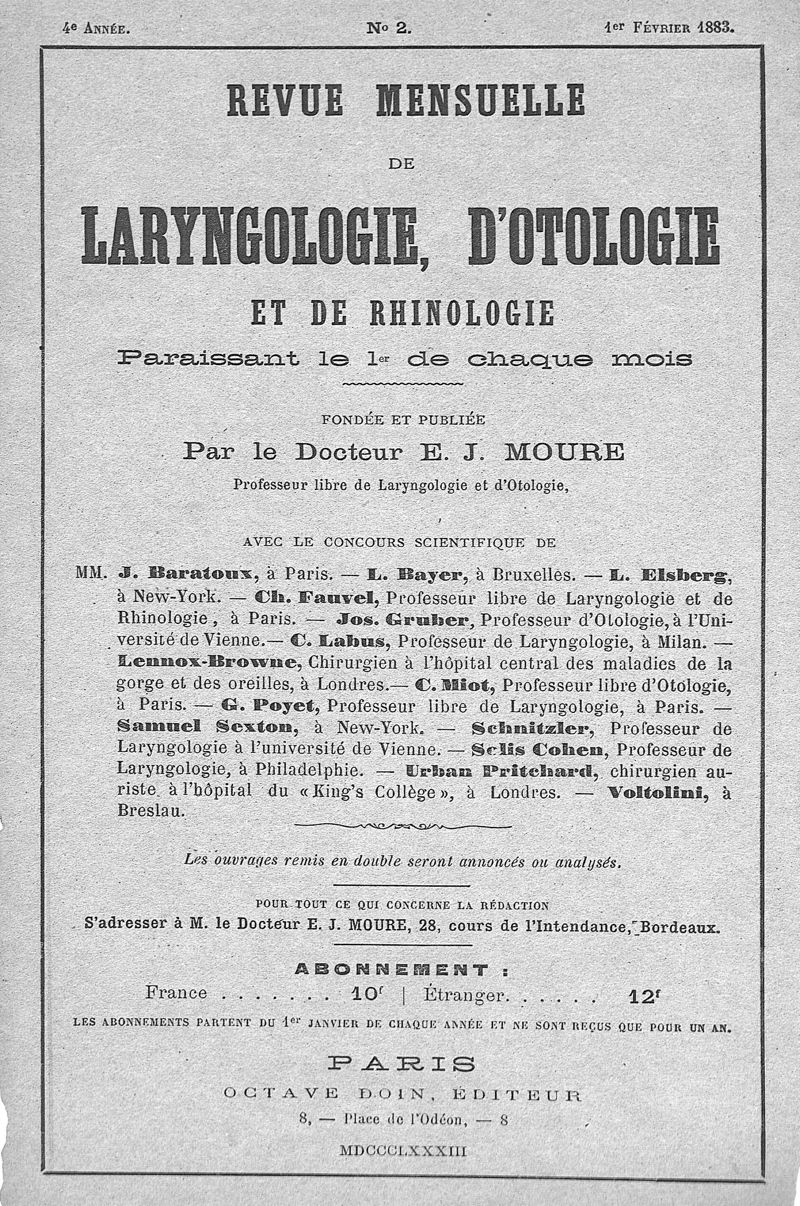 4e ANNÉE. No 2. 1er FÉVRIER 1883.
REVUE MENSUELLE
DE
LARYNGOLOGIE, D'OTOLOGIE
ET DE RHINOLOGIE
Paraissant le 1er de chaque mois
FONDÉE ET PUBLIÉE
Par le Docteur E. J. MOURE
Professeur libre de Laryngologie et d'Otologie,
AVEC LE CONCOURS SCIENTIFIQUE DE
MM. J. Baratoux, à Paris. — L. Bayer, à Bruxelles. — L. Elsberg,
à New-York. — Ch. Fauvel, Professeur libre de Laryngologie et de
Rhinologie, à Paris. — Jos. Gruber, Professeur d'Otologie, à l'Uni-
versité de Vienne. — C. Labus, Professeur de Laryngologie, à Milan. —
Lennox-Browne, Chirurgien à l'hôpital central des maladies de la
gorge et des oreilles, à Londres. — C. Miot, Professeur libre d'Otologie,
à Paris. — G. Poyet, Professeur libre de Laryngologie, à Paris. —
Samuel Sexton, à New-York. — Schnitzler, Professeur de
Laryngologie à l'université de Vienne. — Solis Cohen, Professeur de
Laryngologie, à Philadelphie. — Urban Pritchard, chirurgien au-
riste à l'hôpital du « King's Collège », à Londres. — Voltolini, à
Breslau.
Les ouvrages remis en double seront annoncés ou analysés.
POUR TOUT CE QUI CONCERNE LA RÉDACTION
S'adresser à M. le Docteur E. J. MOURE, 28, cours de l'Intendance, Bordeaux.
ABONNEMENT :
France . . . . . . . 10f | Étranger. . . . . . 12f
LES ABONNEMENTS PARTENT DU 1er JANVIER DE CHAQUE ANNÉE ET NE SONT REÇUS QUE POUR UN AN.
PARIS
OCTAVE DOIN, ÉDITEUR
8, — Place de l'Odéon, — 8
MDCCCLXXXIII